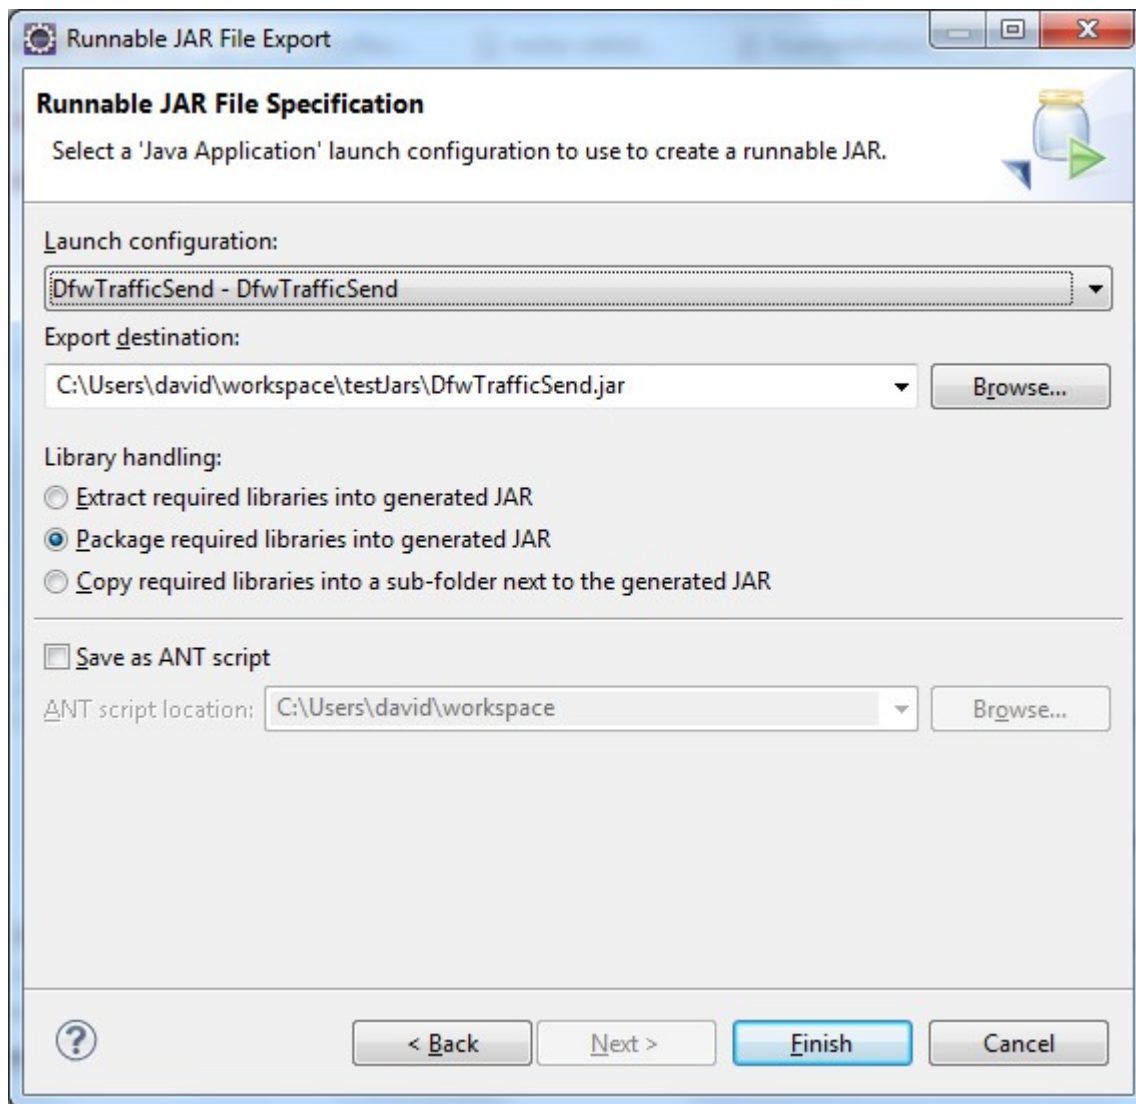 Runnable JAR File Export
Runnable JAR File Specification
Select a 'Java Application' launch configuration to use to create a runnable JAR.
Launch configuration:
DfwTrafficSend - DfwTrafficSend
Export destination:
C:\Users\david\workspace\testJars\DfwTrafficSend.jar
Browse...
Library handling:
Extract required libraries into generated JAR
Package required libraries into generated JAR
Copy required libraries into a sub-folder next to the generated JAR
Save as ANT script
ANT script location:
C:\Users\david\workspace
Browse...
?
< Back
Next >
Finish
Cancel